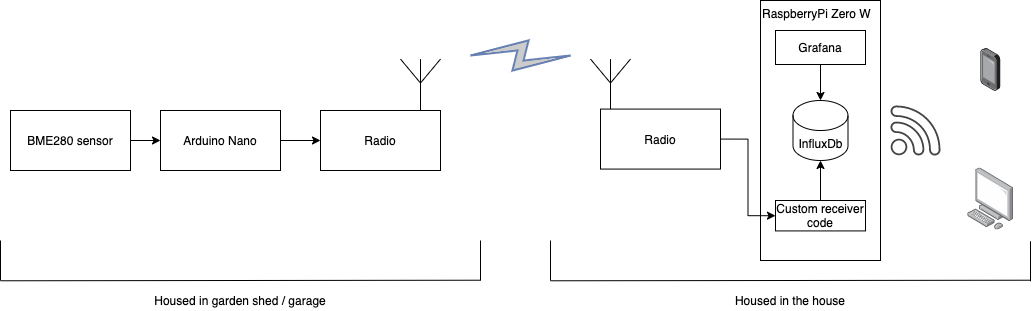 RaspberryPi Zero W
Grafana
BME280 sensor
Arduino Nano
Radio
Radio
InfluxDb
Custom receiver
code
Housed in garden shed / garage
Housed in the house